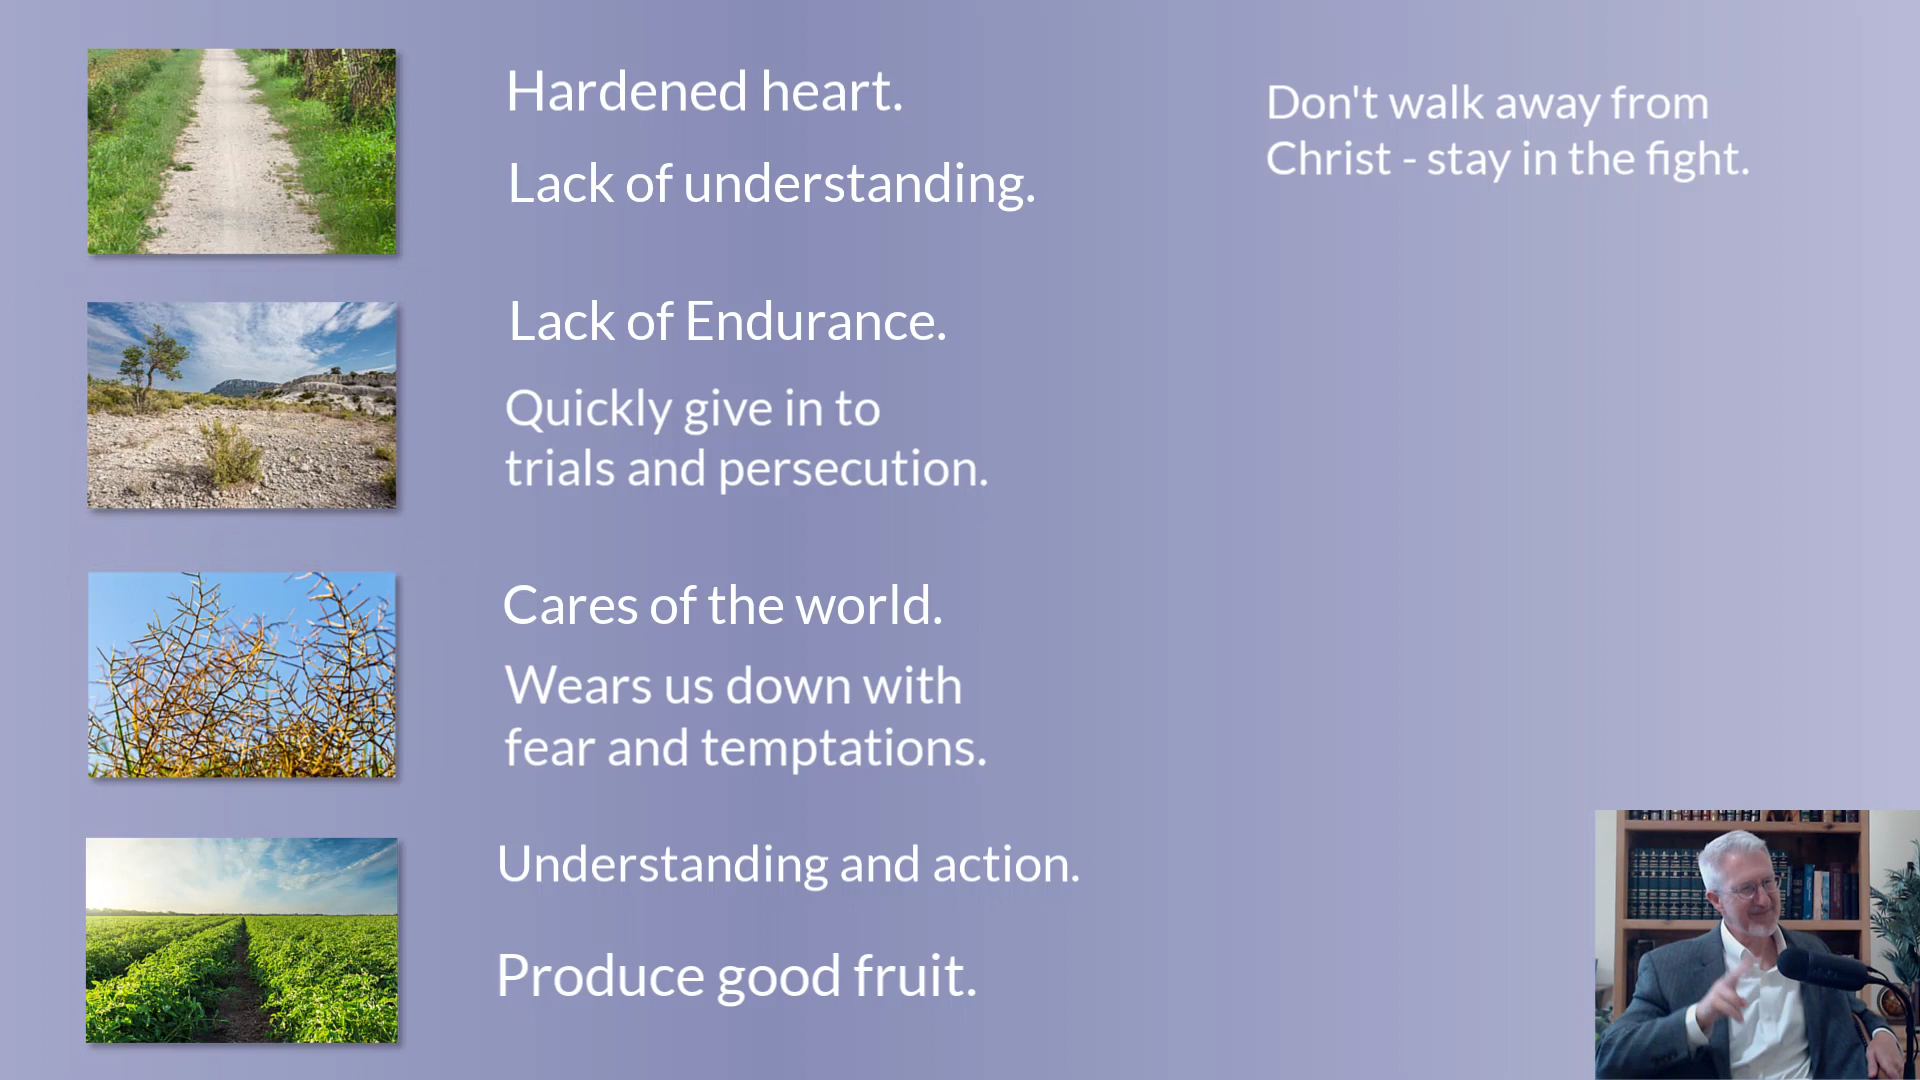 Hardened heart.
Lack of understanding.
Don't walk away from
Christ - stay in the fight.
Lack of Endurance.
Quickly give in to
trials and persecution.
Cares of the world.
Wears us down with
fear and temptations.
Understanding and action.
Produce good fruit.